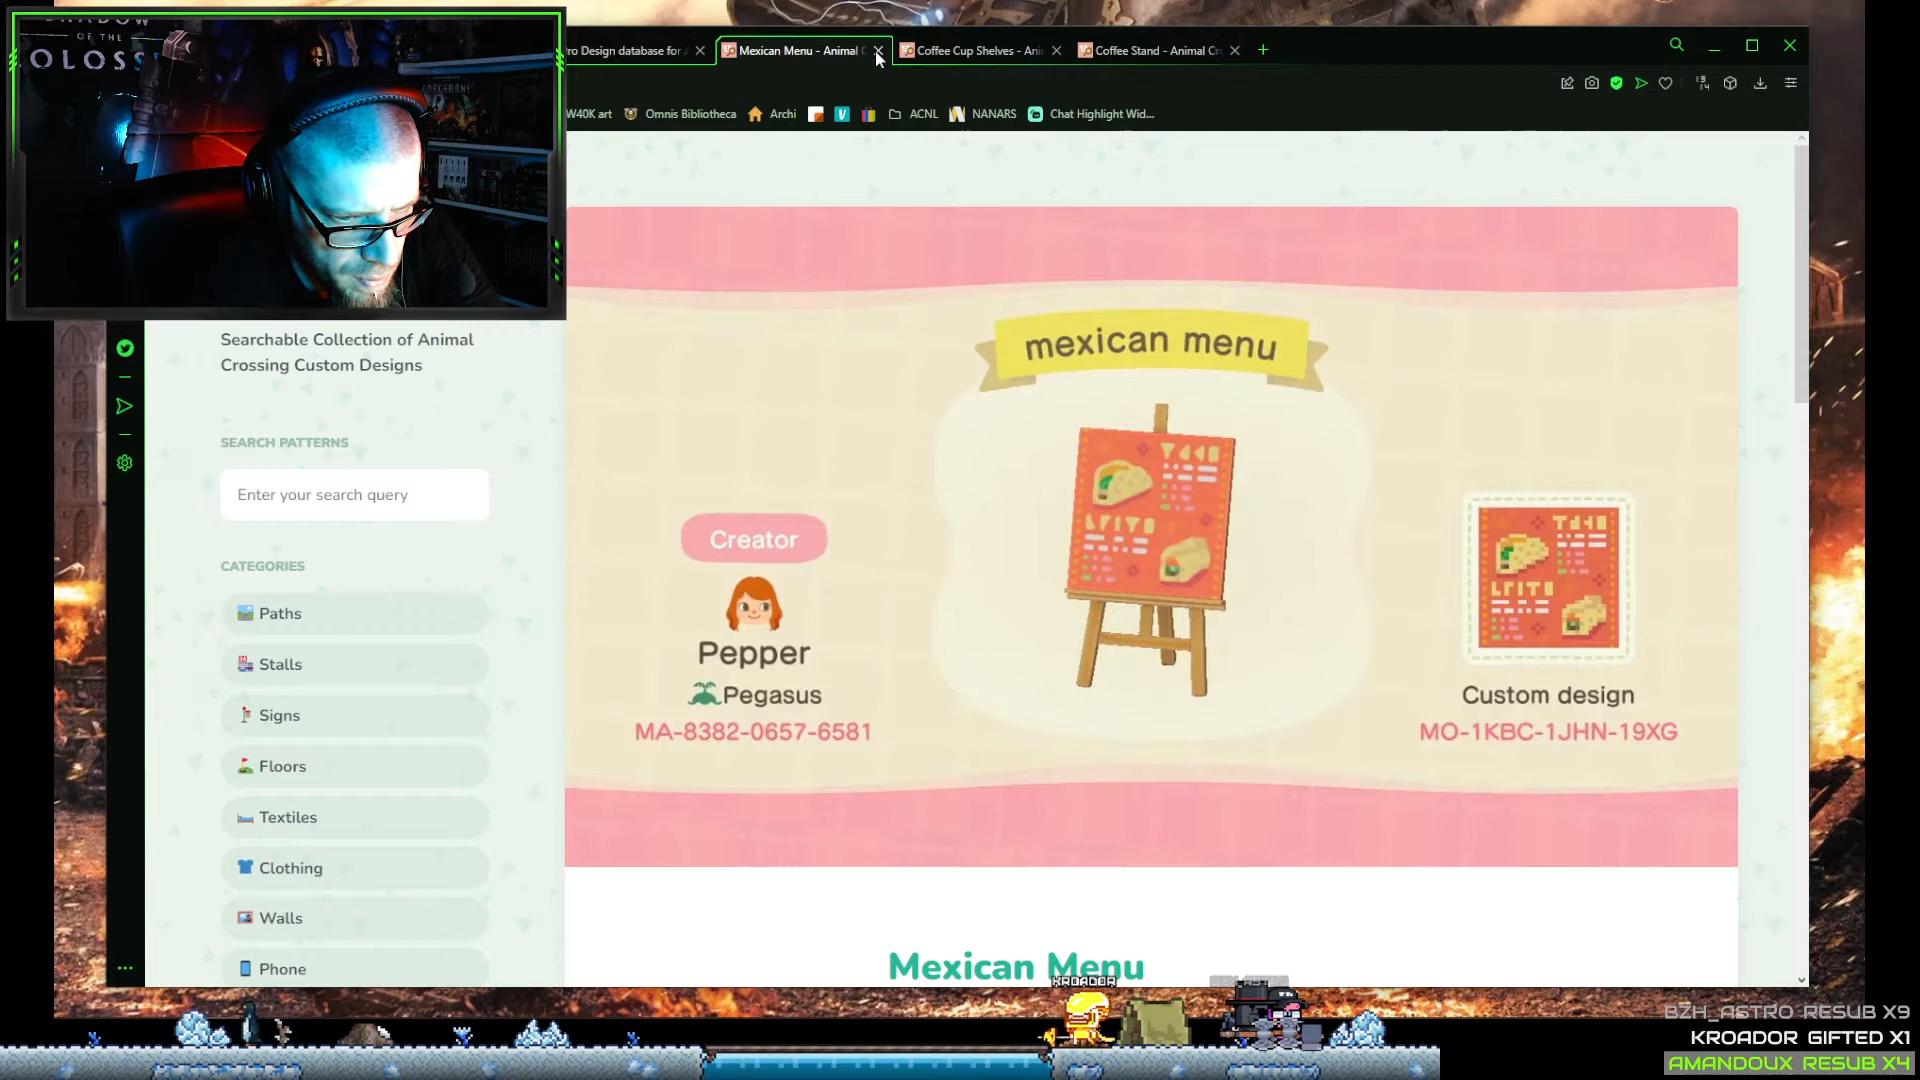 SHADOW
OF THE
COLOSS
ro Design database for
Mexican Menu - Animal C
Coffee Cup Shelves - Ani
Coffee Stand - Animal Cr
W40K art
Omnis Bibliotheca
Archi
ACNL
NANARS
Chat Highlight Wid...
Searchable Collection of Animal
Crossing Custom Designs
SEARCH PATTERNS
Enter your search query
CATEGORIES
Paths
Stalls
Signs
Floors
Textiles
Clothing
Walls
Phone
mexican menu
Creator
Pepper
Pegasus
MA-8382-0657-6581
Custom design
MO-1KBC-1JHN-19XG
Mexican Menu
KROADOR
BZH_ASTRO RESUB X9
KROADOR GIFTED X1
AMANDOUX RESUB X4